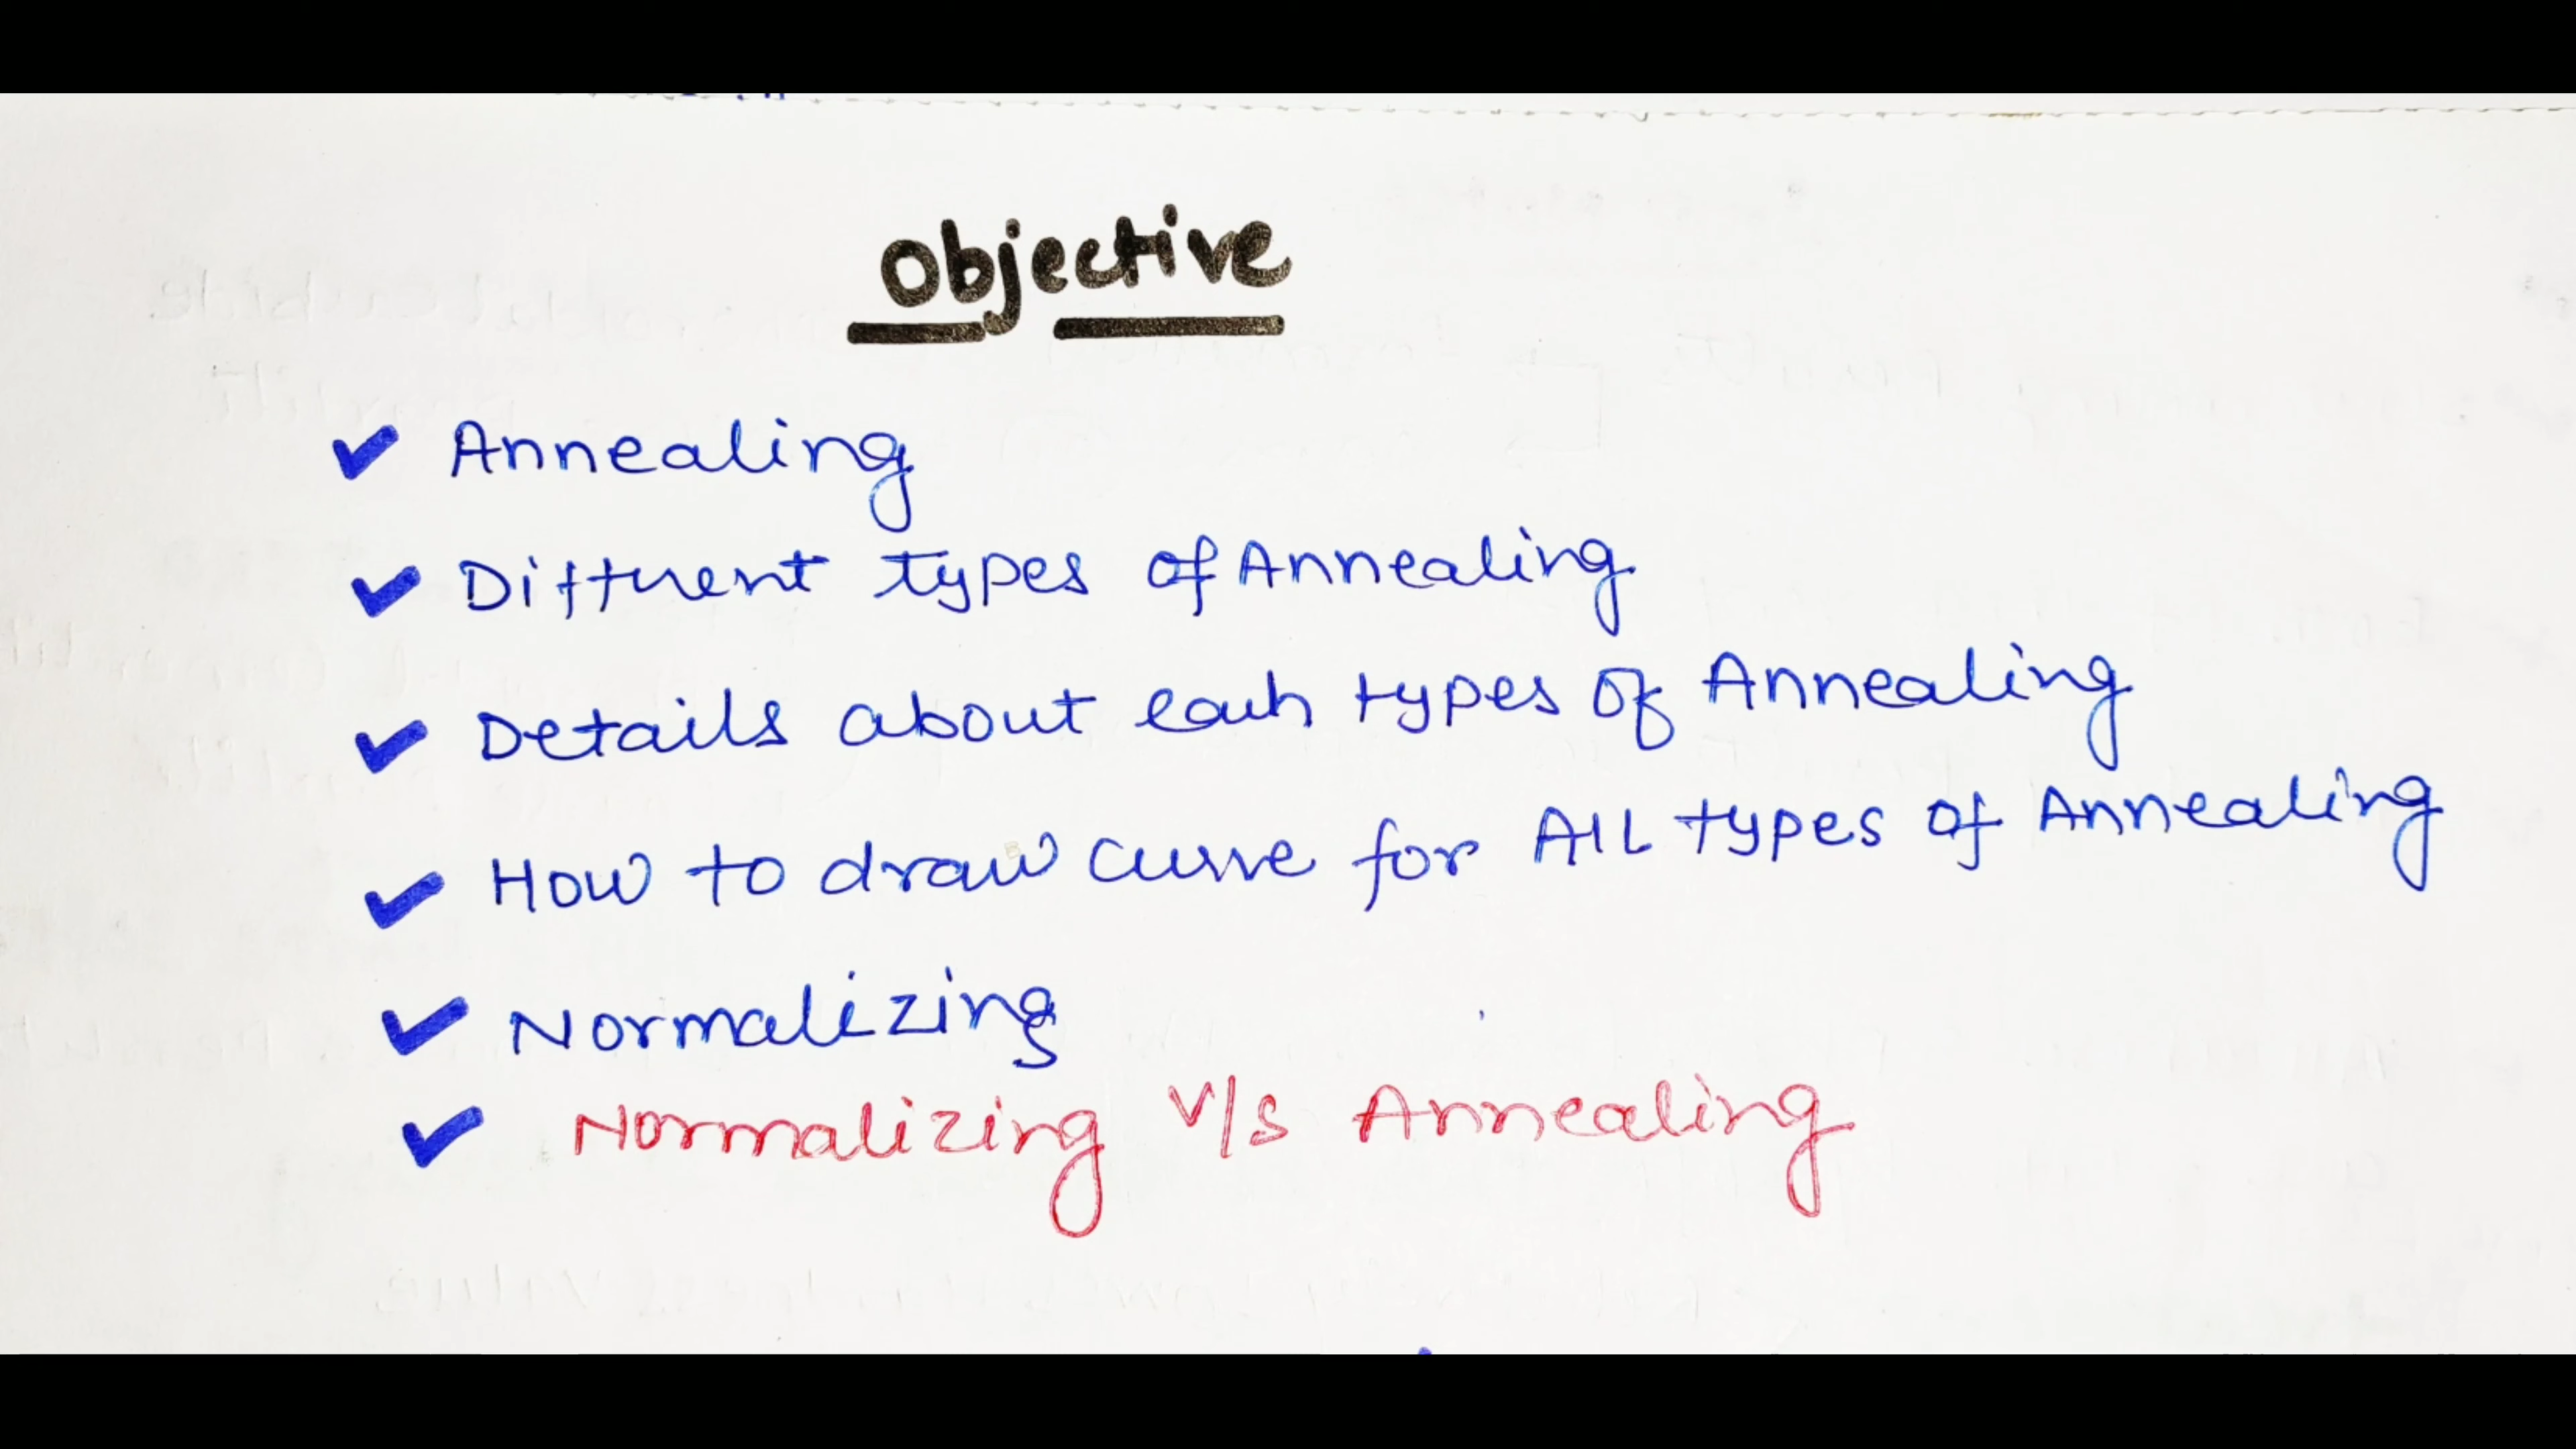 Objective
✔ Annealing
✔ Different types of Annealing
✔ Details about each types of Annealing
✔ How to draw curve for All types of Annealing
✔ Normalizing
✔ Normalizing v/s Annealing